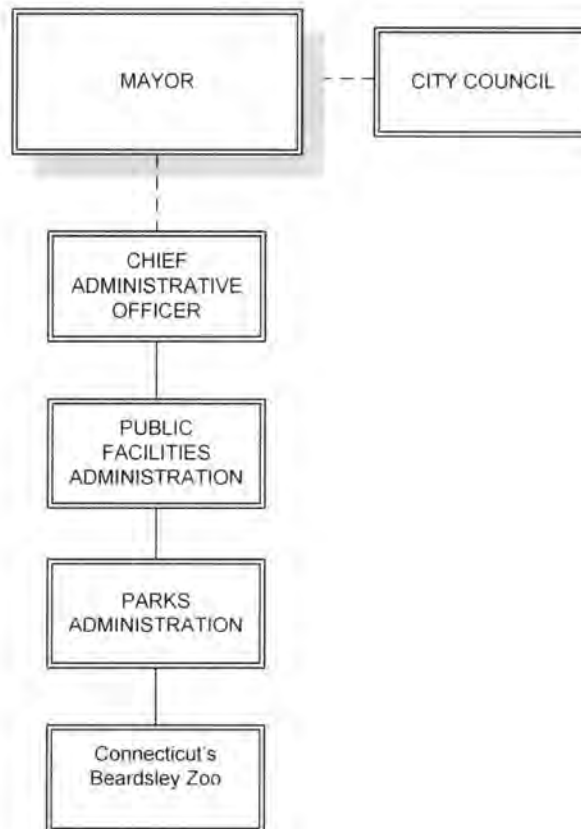 MAYOR
CITY COUNCIL
CHIEF
ADMINISTRATIVE
OFFICER
PUBLIC
FACILITIES
ADMINISTRATION
PARKS
ADMINISTRATION
Connecticut's
Beardsley Zoo